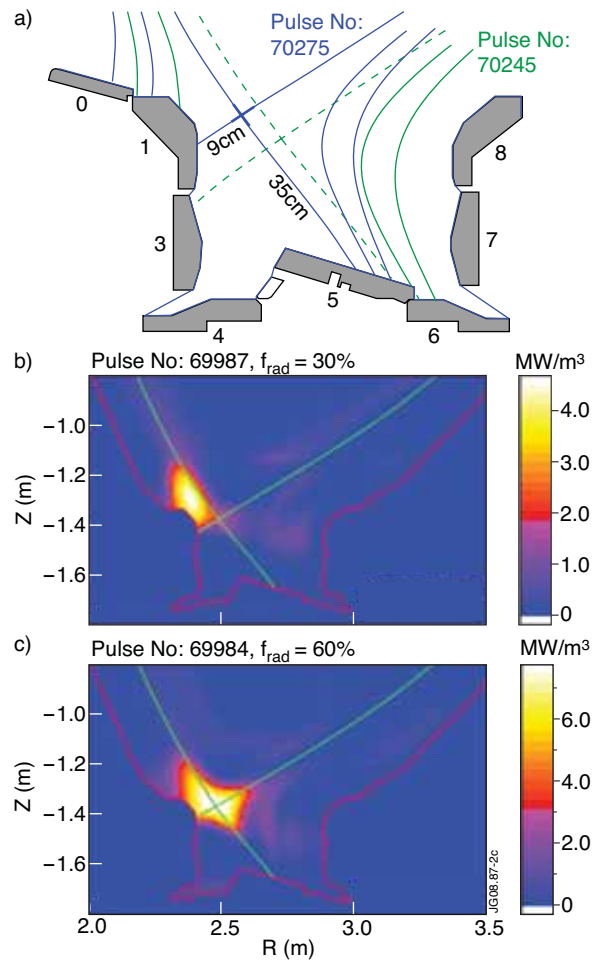 a)
Pulse No:
70275
Pulse No:
70245
0
1
8
9cm
35cm
3
7
5
4
6
b)
Pulse No: 69987, f_rad = 30%
MW/m³
−1.0
−1.2
−1.4
−1.6
Z (m)
4.0
3.0
2.0
1.0
0
c)
Pulse No: 69984, f_rad = 60%
MW/m³
−1.0
−1.2
−1.4
−1.6
Z (m)
6.0
4.0
2.0
0
JG08.87-2c
2.0
2.5
3.0
3.5
R (m)